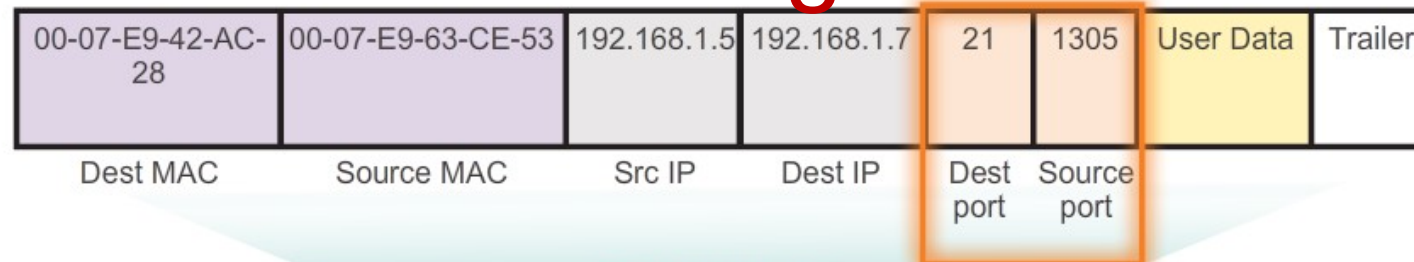 00-07-E9-42-AC- 00-07-E9-63-CE-53 192.168.1.5 192.168.1.7 21 1305 User Data Trailer
28
Dest MAC Source MAC Src IP Dest IP Dest Source
port port